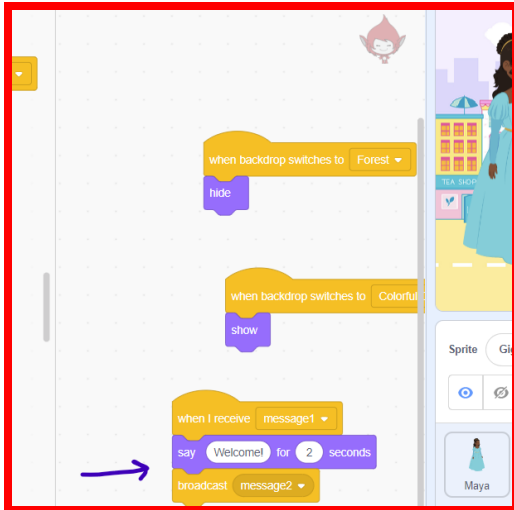 when backdrop switches to Forest
hide
when backdrop switches to Colorful
show
when I receive message1
say Welcome! for 2 seconds
broadcast message2
TEA SHOP
Sprite Gig
Maya